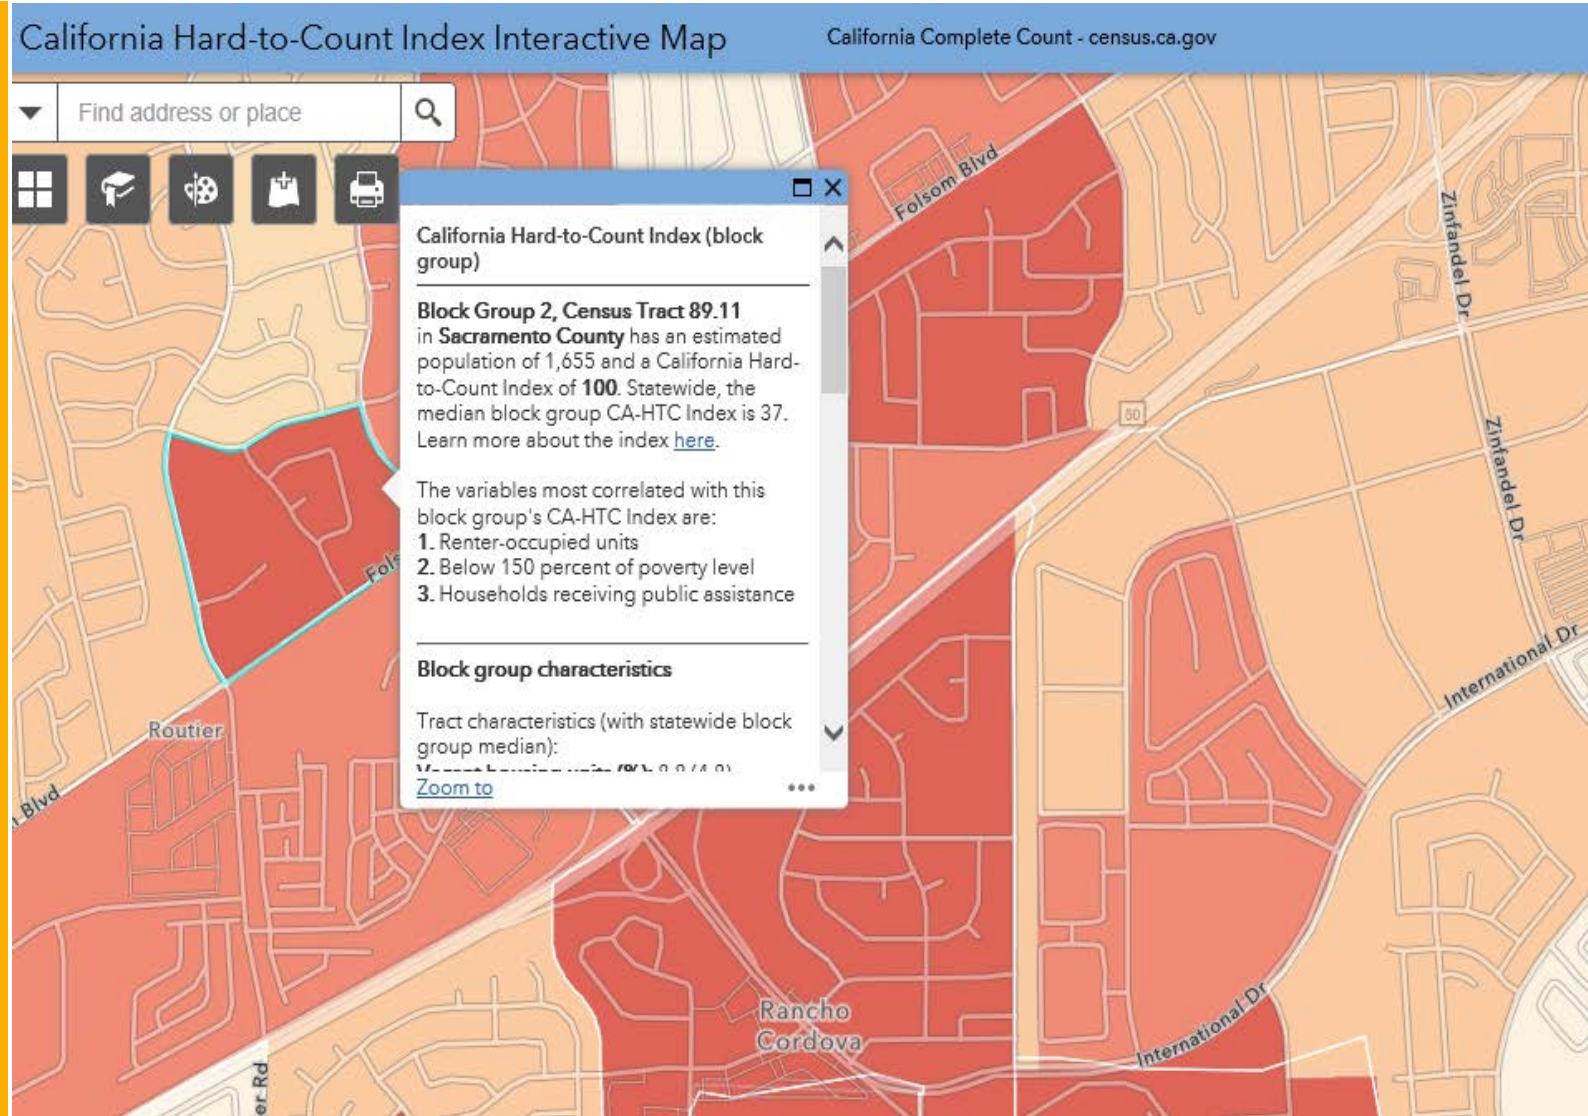 California Hard-to-Count Index Interactive Map
California Complete Count - census.ca.gov
Find address or place
California Hard-to-Count Index (block
group)
Block Group 2, Census Tract 89.11
in Sacramento County has an estimated
population of 1,655 and a California Hard-
to-Count Index of 100. Statewide, the
median block group CA-HTC Index is 37.
Learn more about the index here.
The variables most correlated with this
block group's CA-HTC Index are:
1. Renter-occupied units
2. Below 150 percent of poverty level
3. Households receiving public assistance
Block group characteristics
Tract characteristics (with statewide block
group median):
Zoom to
Folsom Blvd
Zinfandel Dr
Zinfandel Dr
International Dr
Fols
Routier
Blvd
Rancho
Cordova
International Dr
er Rd